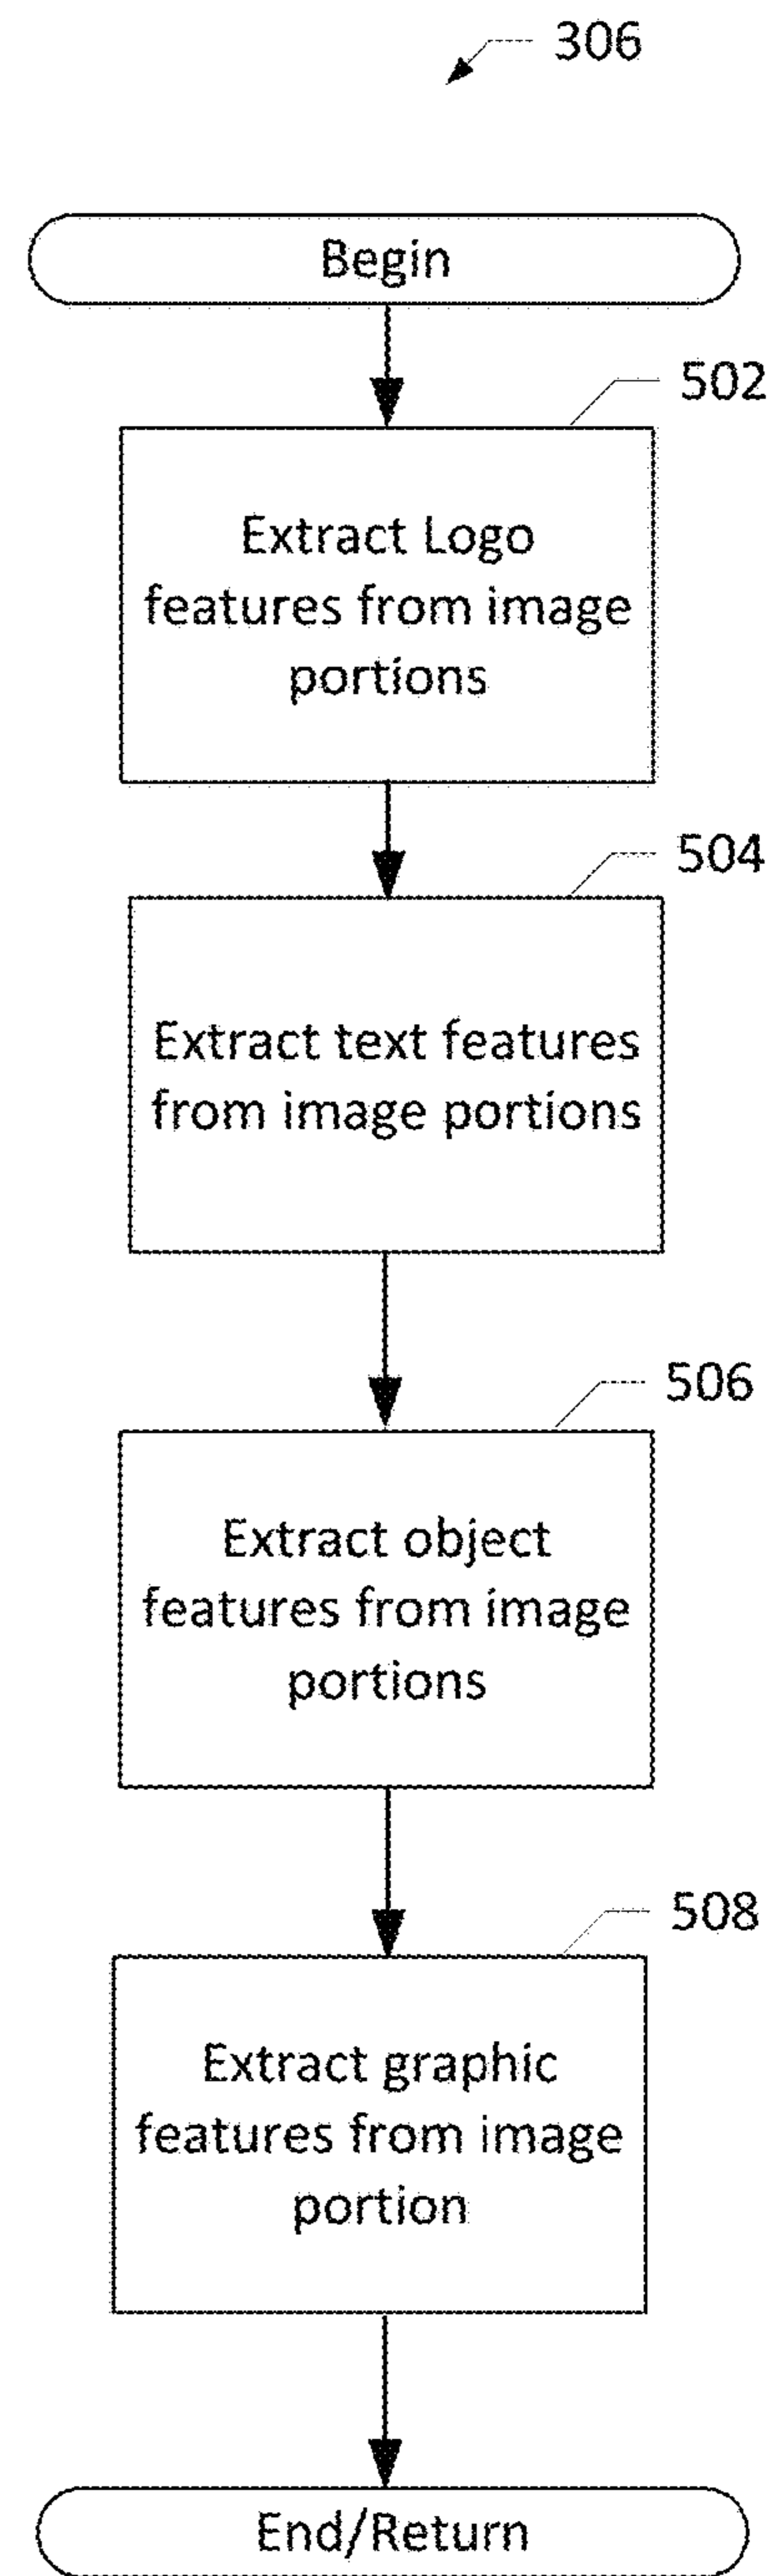 306
Begin
502
Extract Logo
features from image
portions
504
Extract text features
from image portions
506
Extract object
features from image
portions
508
Extract graphic
features from image
portion
End/Return